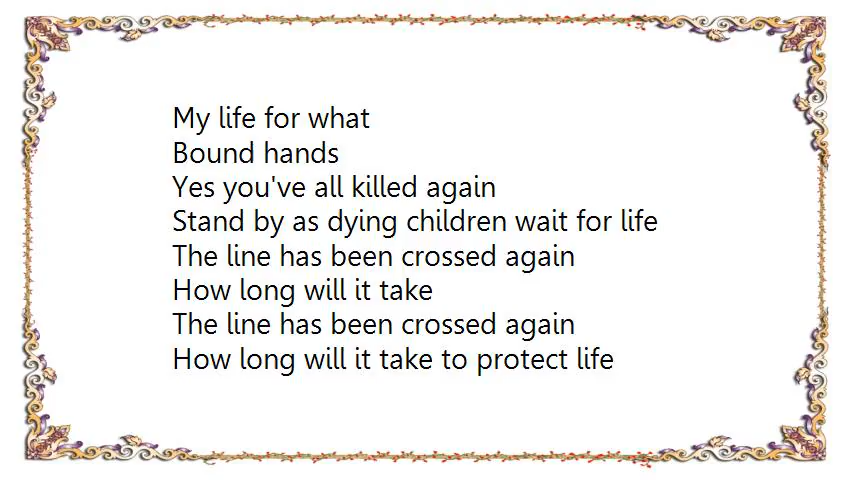 My life for what
Bound hands
Yes you've all killed again
Stand by as dying children wait for life
The line has been crossed again
How long will it take
The line has been crossed again
How long will it take to protect life